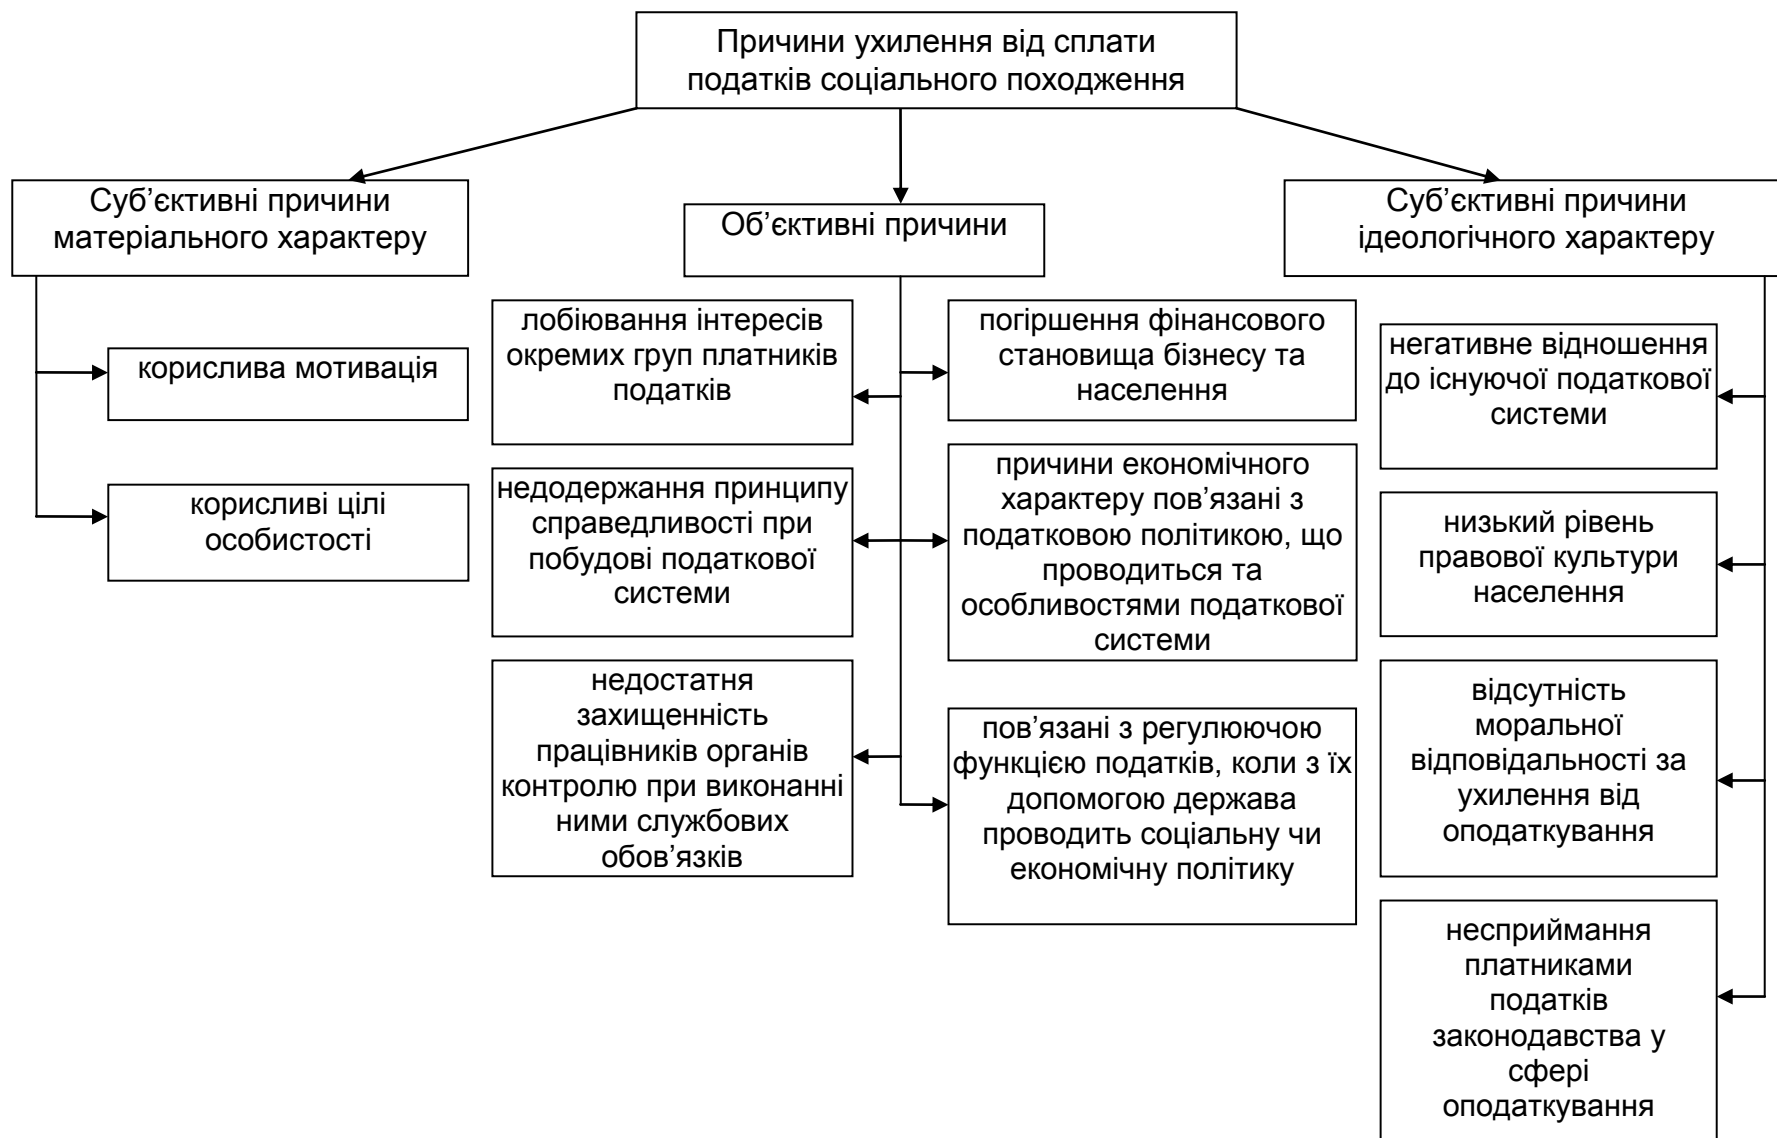 Причини ухилення від сплати
податків соціального походження
Суб’єктивні причини
матеріального характеру
Об’єктивні причини
Суб’єктивні причини
ідеологічного характеру
корислива мотивація
корисливі цілі
особистості
лобіювання інтересів
окремих груп платників
податків
недодержання принципу
справедливості при
побудові податкової
системи
недостатня
захищенність
працівників органів
контролю при виконанні
ними службових
обов’язків
погіршення фінансового
становища бізнесу та
населення
причини економічного
характеру пов’язані з
податковою політикою, що
проводиться та
особливостями податкової
системи
пов’язані з регулюючою
функцією податків, коли з їх
допомогою держава
проводить соціальну чи
економічну політику
негативне відношення
до існуючої податкової
системи
низький рівень
правової культури
населення
відсутність
моральної
відповідальності за
ухилення від
оподаткування
несприймання
платниками
податків
законодавства у
сфері
оподаткування